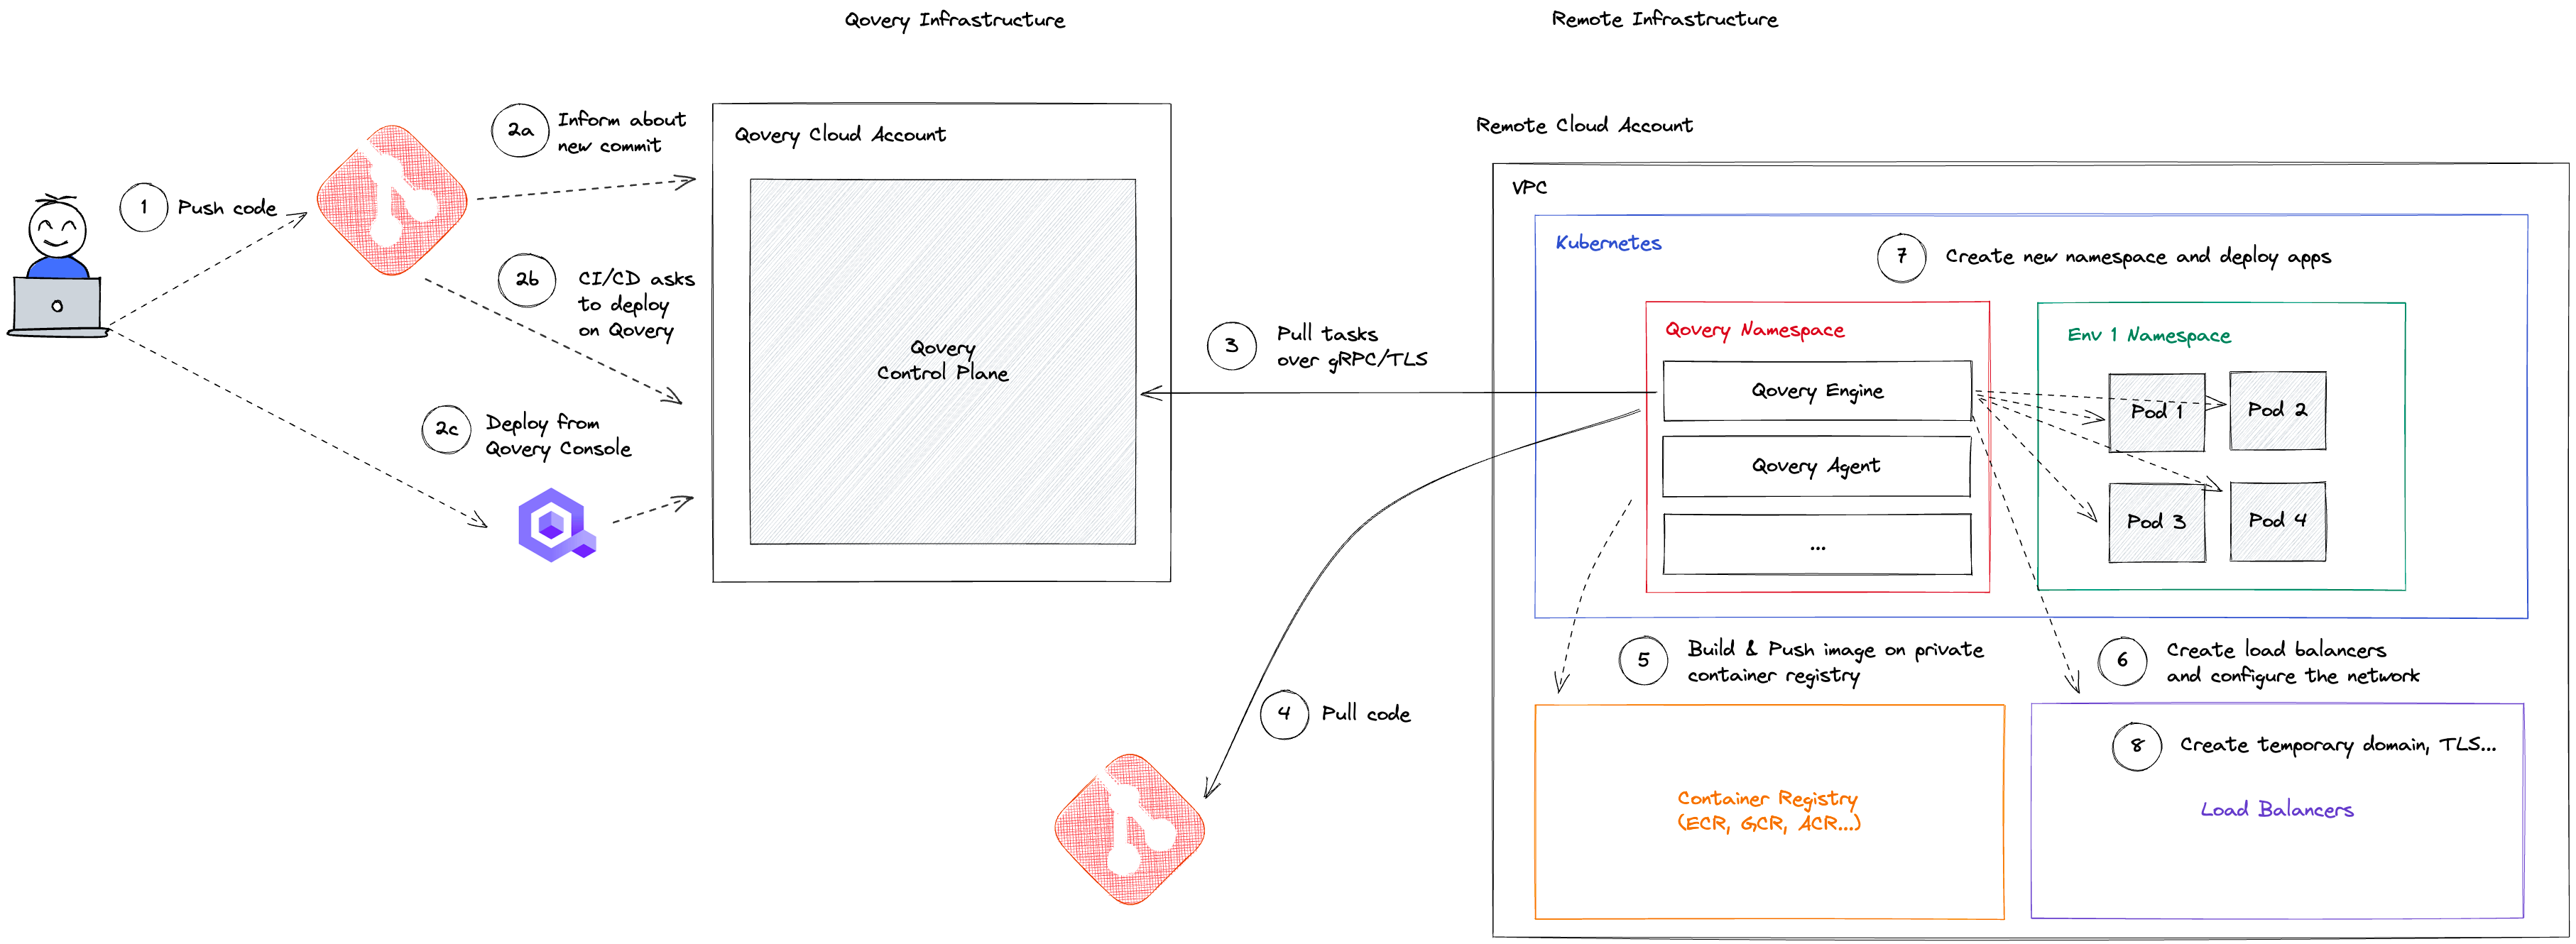 Qovery Infrastructure
Remote Infrastructure
1
Push code
2a
Inform about
new commit
2b
CI/CD asks
to deploy
on Qovery
2c
Deploy from
Qovery Console
Qovery Cloud Account
Qovery
Control Plane
3
Pull tasks
over gRPC/TLS
4
Pull code
Remote Cloud Account
VPC
Kubernetes
7
Create new namespace and deploy apps
Qovery Namespace
Qovery Engine
Qovery Agent
...
Env 1 Namespace
Pod 1
Pod 2
Pod 3
Pod 4
5
Build & Push image on private
container registry
6
Create load balancers
and configure the network
Container Registry
(ECR, GCR, ACR...)
8
Create temporary domain, TLS...
Load Balancers